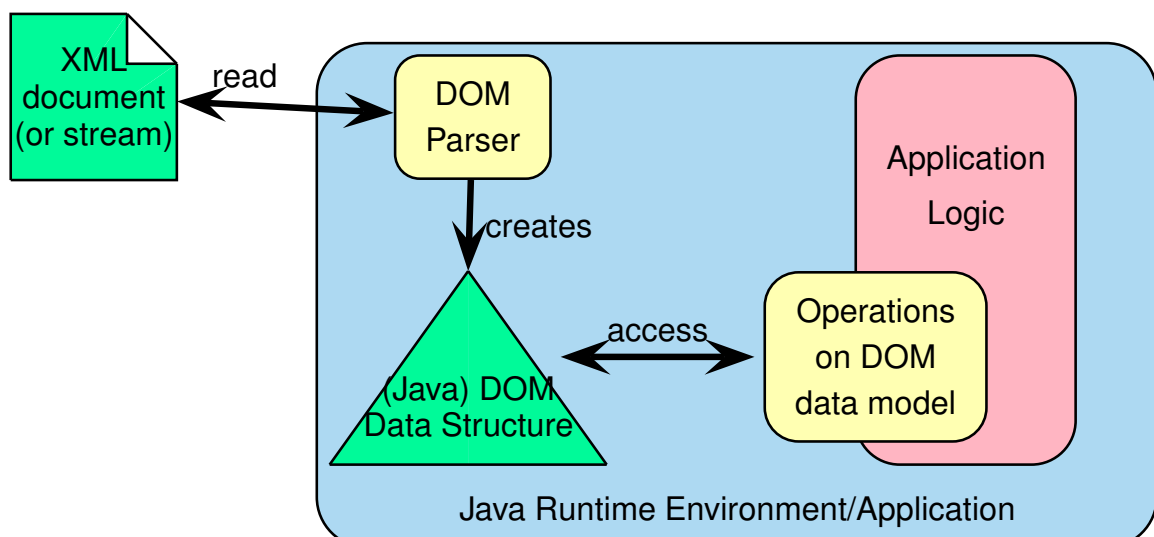 XML
document
(or stream)
read
DOM
Parser
creates
(Java) DOM
Data Structure
access
Application
Logic
Operations
on DOM
data model
Java Runtime Environment/Application